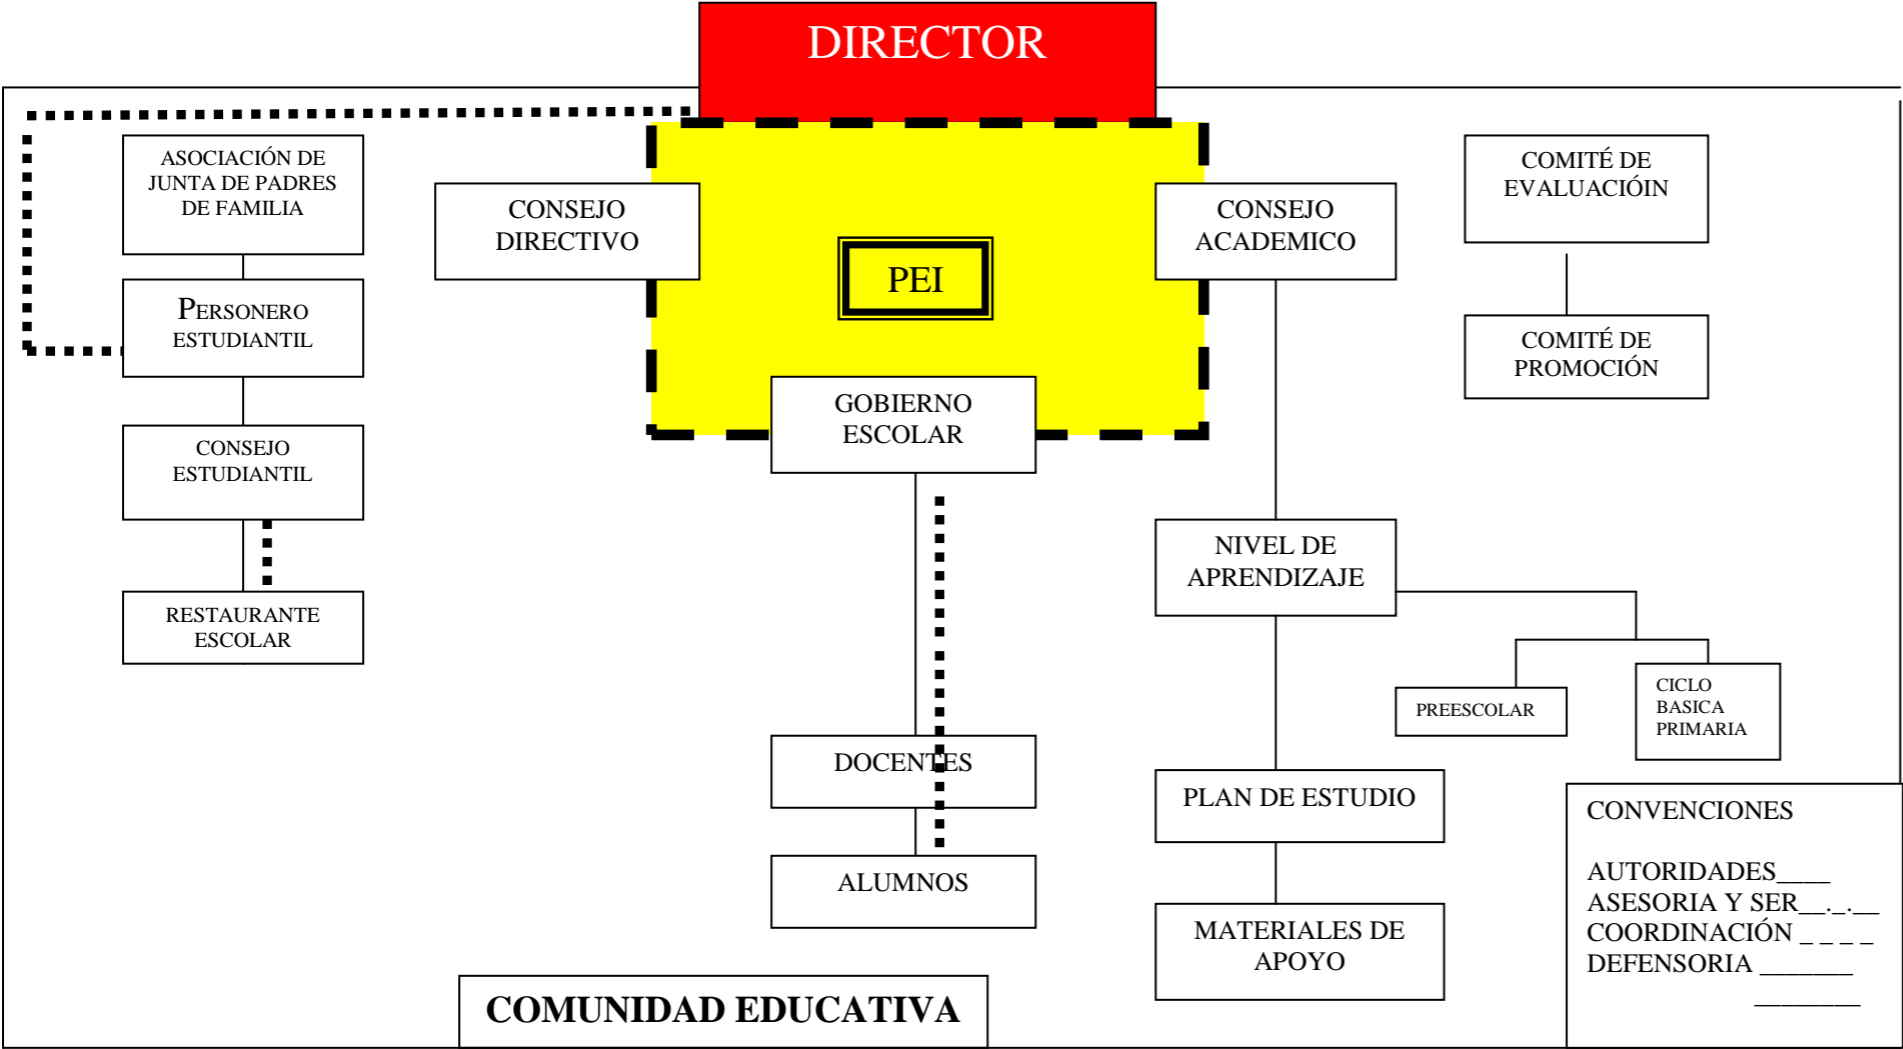 DIRECTOR
ASOCIACIÓN DE
JUNTA DE PADRES
DE FAMILIA
CONSEJO
DIRECTIVO
CONSEJO
ACADEMICO
COMITÉ DE
EVALUACIÓIN
PEI
PERSONERO
ESTUDIANTIL
COMITÉ DE
PROMOCIÓN
GOBIERNO
ESCOLAR
CONSEJO
ESTUDIANTIL
NIVEL DE
APRENDIZAJE
RESTAURANTE
ESCOLAR
PREESCOLAR
CICLO
BASICA
PRIMARIA
DOCENTES
PLAN DE ESTUDIO
ALUMNOS
MATERIALES DE
APOYO
CONVENCIONES
AUTORIDADES____
ASESORIA Y SER__._.__
COORDINACIÓN _ _ _ _
DEFENSORIA _______
________
COMUNIDAD EDUCATIVA